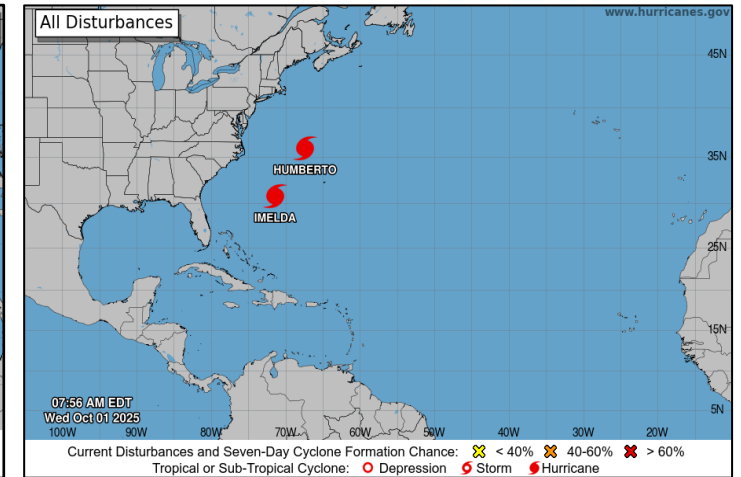 All Disturbances
www.hurricanes.gov
45N
35N
HUMBERTO
IMELDA
25N
15N
07:56 AM EDT
Wed Oct 01 2025
5N
100W 90W 80W 70W 60W 50W 40W 30W 20W
Current Disturbances and Seven-Day Cyclone Formation Chance: < 40% 40-60% > 60%
Tropical or Sub-Tropical Cyclone: Depression Storm Hurricane